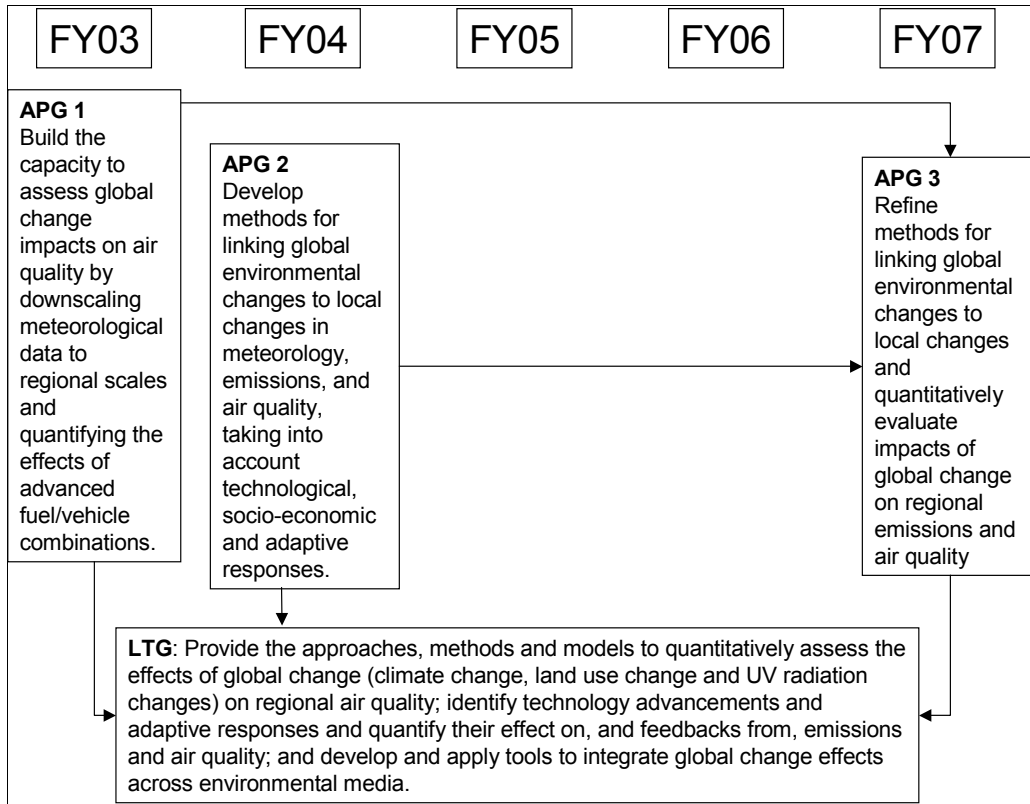 FY03 FY04 FY05 FY06 FY07
APG 1
Build the
capacity to
assess global
change
impacts on air
quality by
downscaling
meteorological
data to
regional scales
and
quantifying the
effects of
advanced
fuel/vehicle
combinations.
APG 2
Develop
methods for
linking global
environmental
changes to local
changes in
meteorology,
emissions, and
air quality,
taking into
account
technological,
socio-economic
and adaptive
responses.
APG 3
Refine
methods for
linking global
environmental
changes to
local changes
and
quantitatively
evaluate
impacts of
global change
on regional
emissions and
air quality
LTG: Provide the approaches, methods and models to quantitatively assess the
effects of global change (climate change, land use change and UV radiation
changes) on regional air quality; identify technology advancements and
adaptive responses and quantify their effect on, and feedbacks from, emissions
and air quality; and develop and apply tools to integrate global change effects
across environmental media.